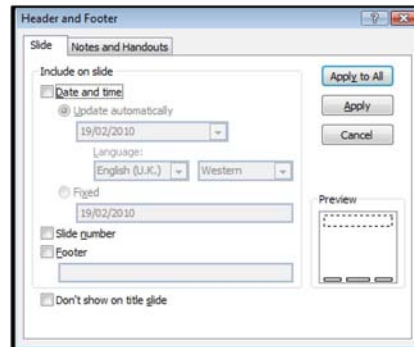 Header and Footer
Slide
Notes and Handouts
Include on slide
Date and time
Update automatically
19/02/2010
Language:
English (U.K.)
Western
Fixed
19/02/2010
Slide number
Footer
Don't show on title slide
Apply to All
Apply
Cancel
Preview